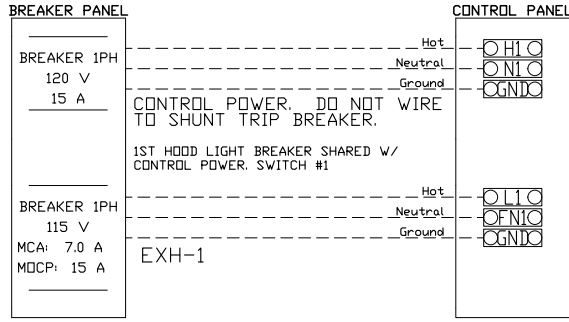 BREAKER PANEL
CONTROL PANEL
BREAKER 1PH
120 V
15 A
Hot
Neutral
Ground
H1
N1
GND
CONTROL POWER. DO NOT WIRE
TO SHUNT TRIP BREAKER.
1ST HOOD LIGHT BREAKER SHARED W/
CONTROL POWER. SWITCH #1
BREAKER 1PH
115 V
MCA: 7.0 A
MOCP: 15 A
Hot
Neutral
Ground
L1
FN1
GND
EXH-1